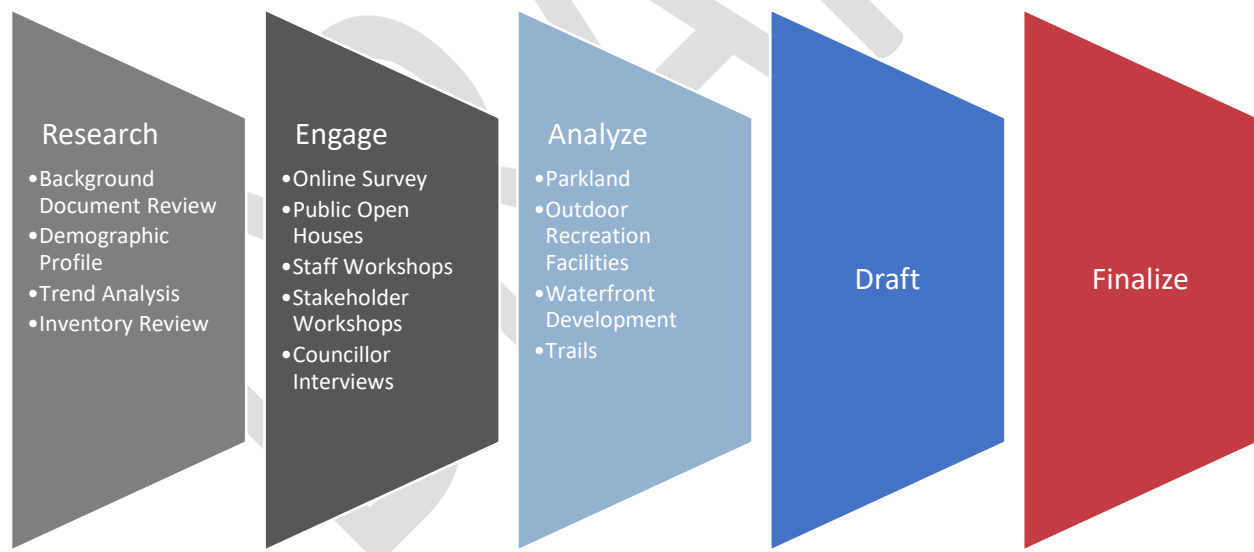 Research
•Background
Document Review
•Demographic
Profile
•Trend Analysis
•Inventory Review
Engage
•Online Survey
•Public Open
Houses
•Staff Workshops
•Stakeholder
Workshops
•Councillor
Interviews
Analyze
•Parkland
•Outdoor
Recreation
Facilities
•Waterfront
Development
•Trails
Draft
Finalize